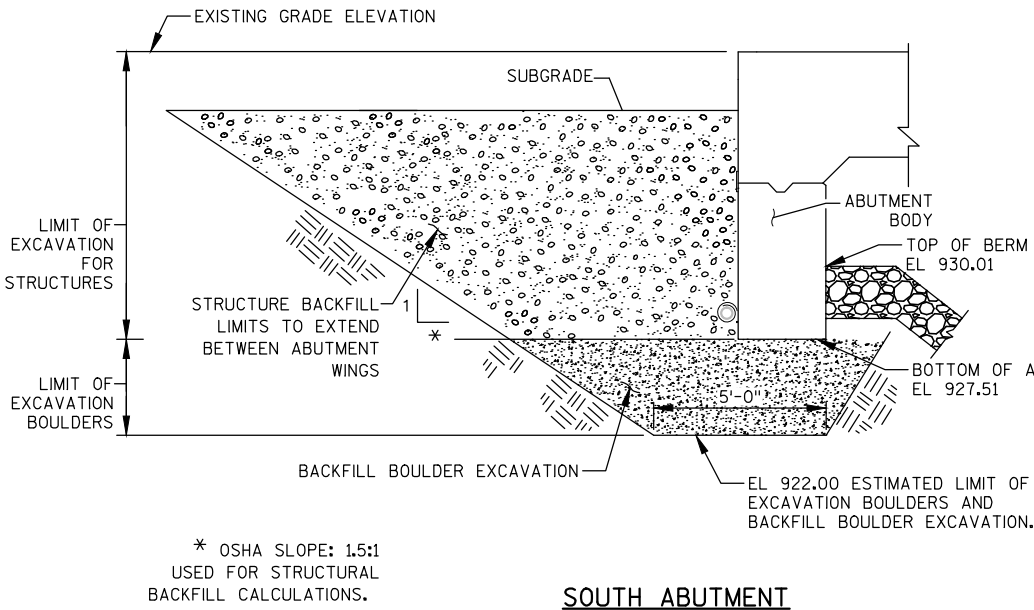 EXISTING GRADE ELEVATION
SUBGRADE
LIMIT OF
EXCAVATION
FOR
STRUCTURES
ABUTMENT
BODY
TOP OF BERM
EL 930.01
STRUCTURE BACKFILL
LIMITS TO EXTEND
BETWEEN ABUTMENT
WINGS
1
*
LIMIT OF
EXCAVATION
BOULDERS
BOTTOM OF A
EL 927.51
5'-0"
BACKFILL BOULDER EXCAVATION
EL 922.00 ESTIMATED LIMIT OF
EXCAVATION BOULDERS AND
BACKFILL BOULDER EXCAVATION.
* OSHA SLOPE: 1.5:1
USED FOR STRUCTURAL
BACKFILL CALCULATIONS.
SOUTH ABUTMENT